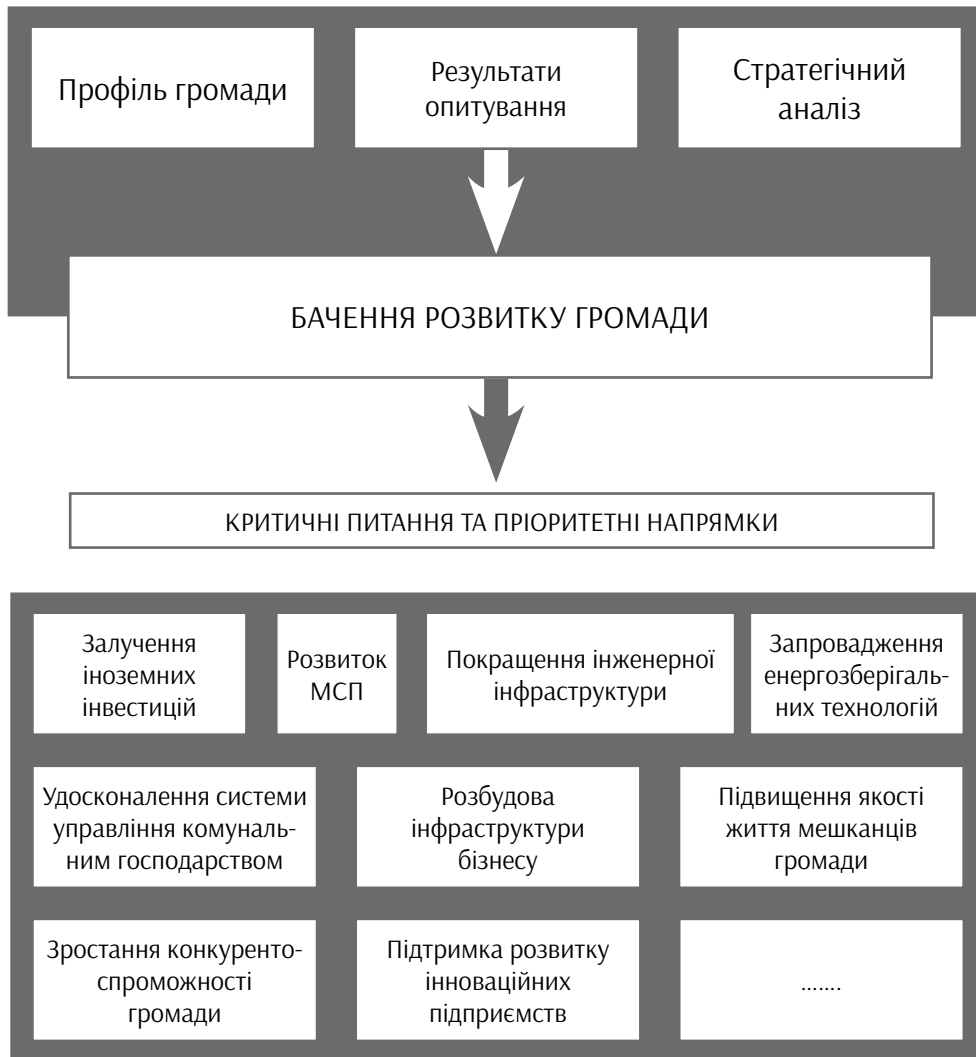 Профіль громади
Результати
опитування
Стратегічний
аналіз
БАЧЕННЯ РОЗВИТКУ ГРОМАДИ
КРИТИЧНІ ПИТАННЯ ТА ПРІОРИТЕТНІ НАПРЯМКИ
Залучення
іноземних
інвестицій
Розвиток
МСП
Покращення інженерної
інфраструктури
Запровадження
енергозберігаль-
них технологій
Удосконалення системи
управління комуналь-
ним господарством
Розбудова
інфраструктури
бізнесу
Підвищення якості
життя мешканців
громади
Зростання конкуренто-
спроможності
громади
Підтримка розвитку
інноваційних
підприємств
.......